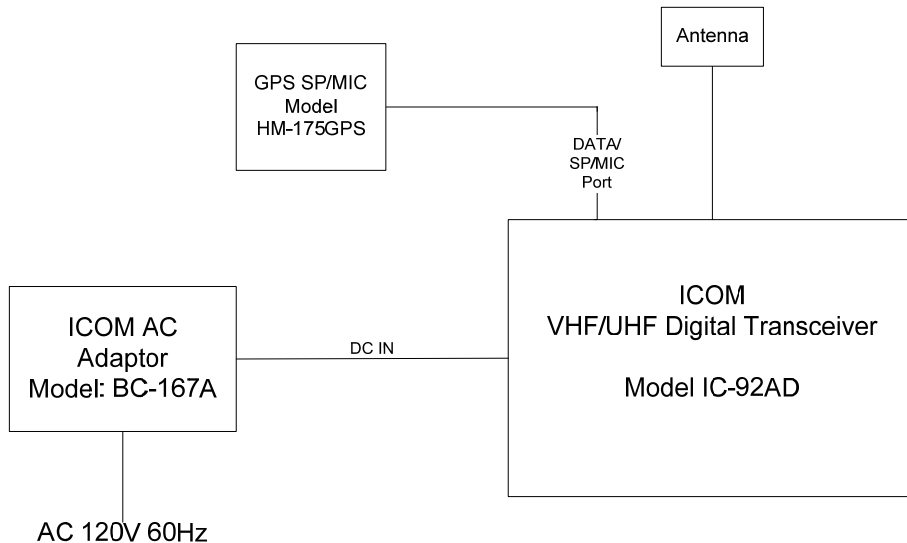 Antenna
GPS SP/MIC
Model
HM-175GPS
DATA/
SP/MIC
Port
ICOM
VHF/UHF Digital Transceiver
Model IC-92AD
ICOM AC
Adaptor
Model: BC-167A
DC IN
AC 120V 60Hz